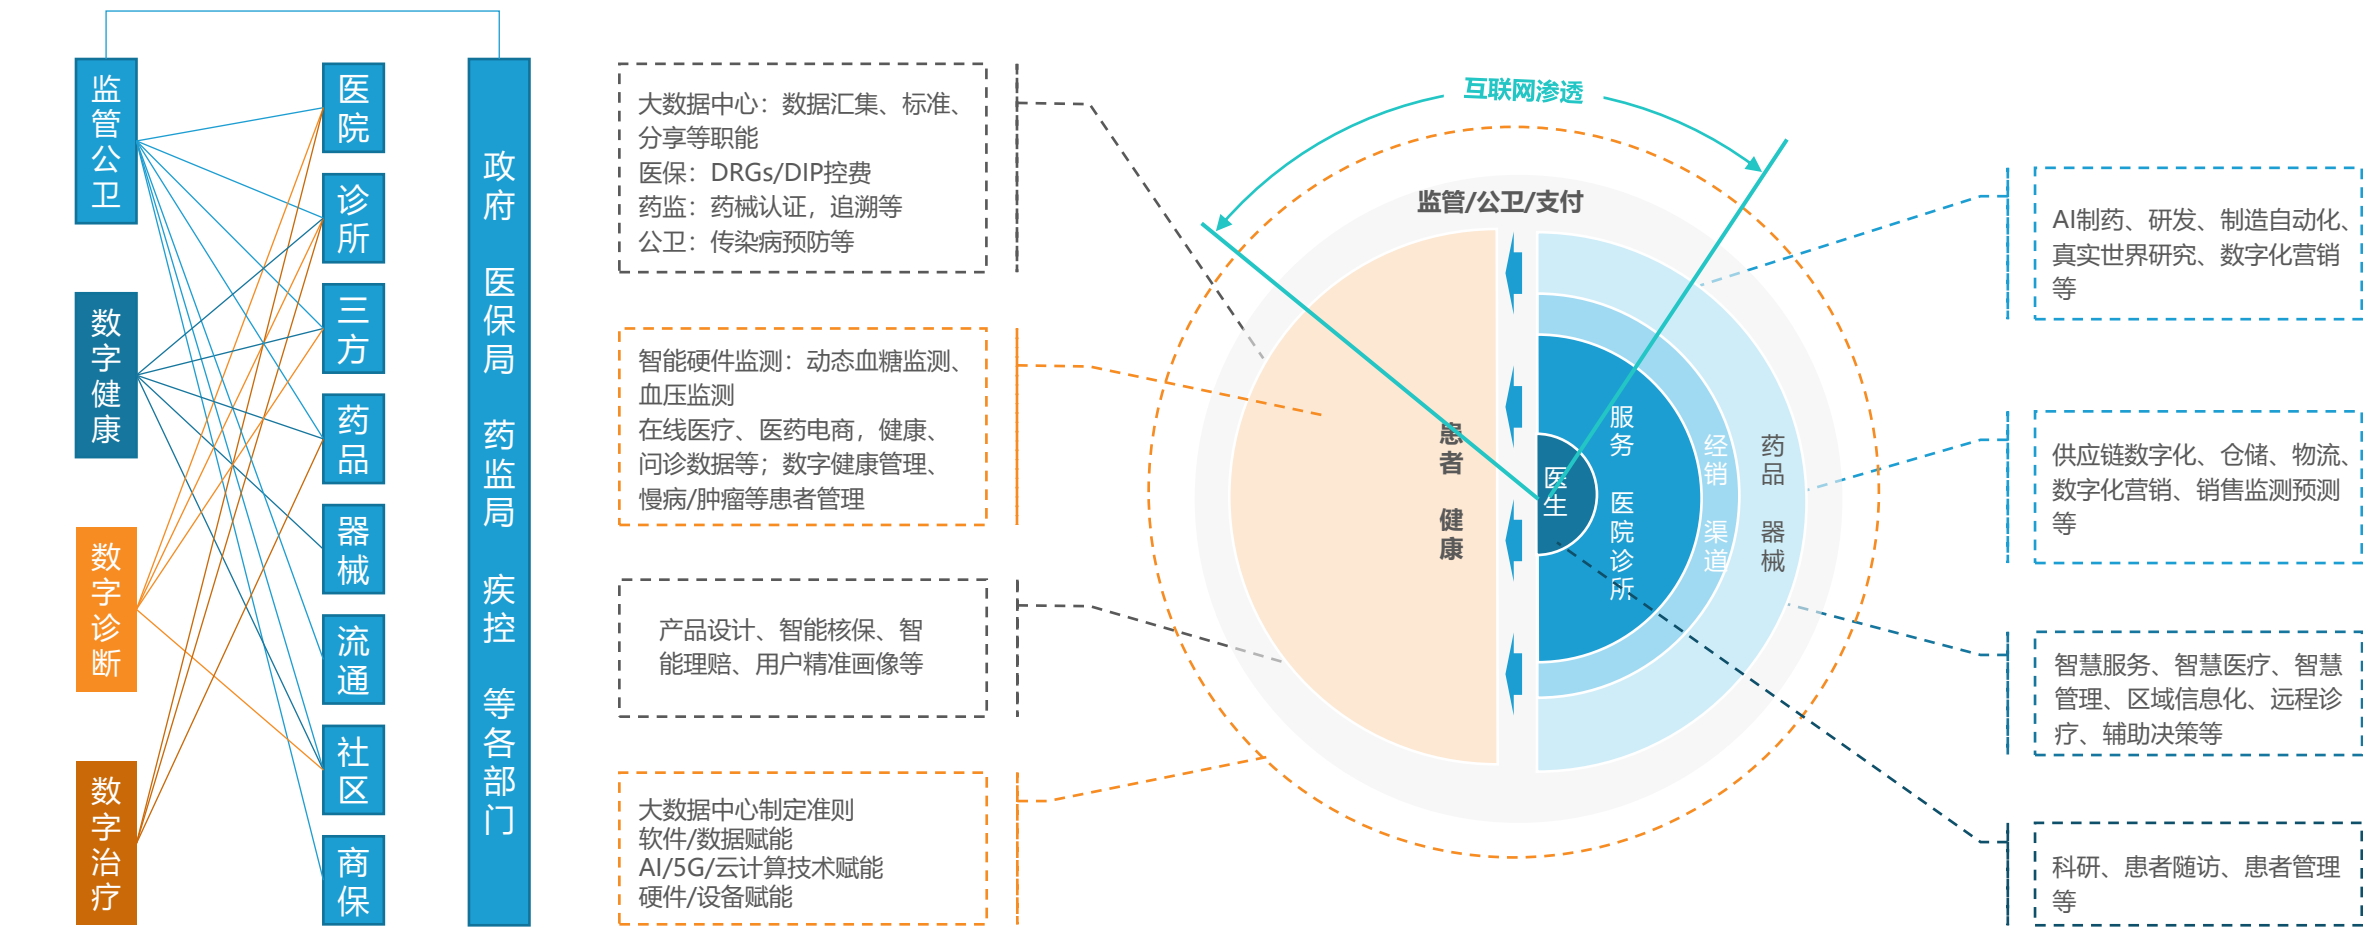 监管公卫
数字健康
数字诊断
数字治疗
医院
诊所
三方
药品
器械
流通
社区
商保
政府 医保局 药监局 疾控 等各部门
大数据中心：数据汇集、标准、
分享等职能
医保：DRGs/DIP控费
药监：药械认证，追溯等
公卫：传染病预防等
智能硬件监测：动态血糖监测、
血压监测
在线医疗、医药电商，健康、
问诊数据等；数字健康管理、
慢病/肿瘤等患者管理
产品设计、智能核保、智
能理赔、用户精准画像等
大数据中心制定准则
软件/数据赋能
AI/5G/云计算技术赋能
硬件/设备赋能
互联网渗透
监管/公卫/支付
患者 健康
医生
服务 医院诊所
经销 渠道
药品 器械
AI制药、研发、制造自动化、
真实世界研究、数字化营销
等
供应链数字化、仓储、物流、
数字化营销、销售监测预测
等
智慧服务、智慧医疗、智慧
管理、区域信息化、远程诊
疗、辅助决策等
科研、患者随访、患者管理
等